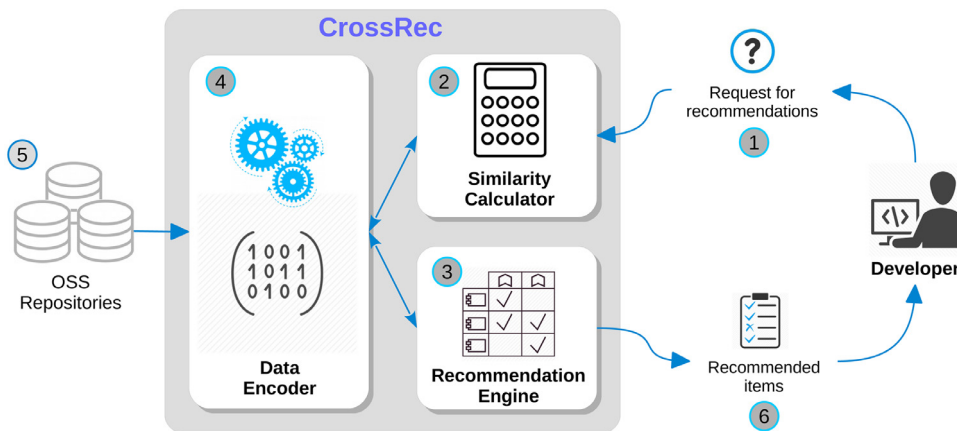 CrossRec
4
2
?
Request for
recommendations
1
5
Similarity
Calculator
</>
1 0 0 1
1 0 1 1
0 1 0 0
OSS
Repositories
3
Developer
Data
Encoder
Recommendation
Engine
Recommended
items
6